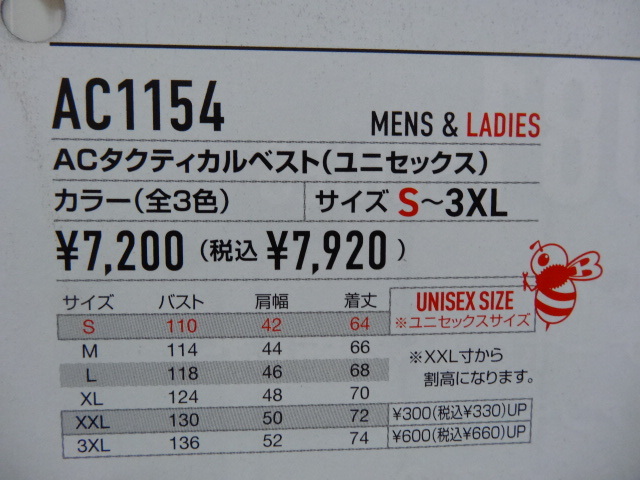 AC1154
MENS & LADIES
ACタクティカルベスト(ユニセックス)
カラー(全3色) サイズ S～3XL
¥7,200 (税込 ¥7,920)
サイズ バスト 肩幅 着丈
S 110 42 64
M 114 44 66
L 118 46 68
XL 124 48 70
XXL 130 50 72
3XL 136 52 74
UNISEX SIZE
※ユニセックスサイズ
※XXL寸から
割高になります。
¥300(税込¥330)UP
¥600(税込¥660)UP
B